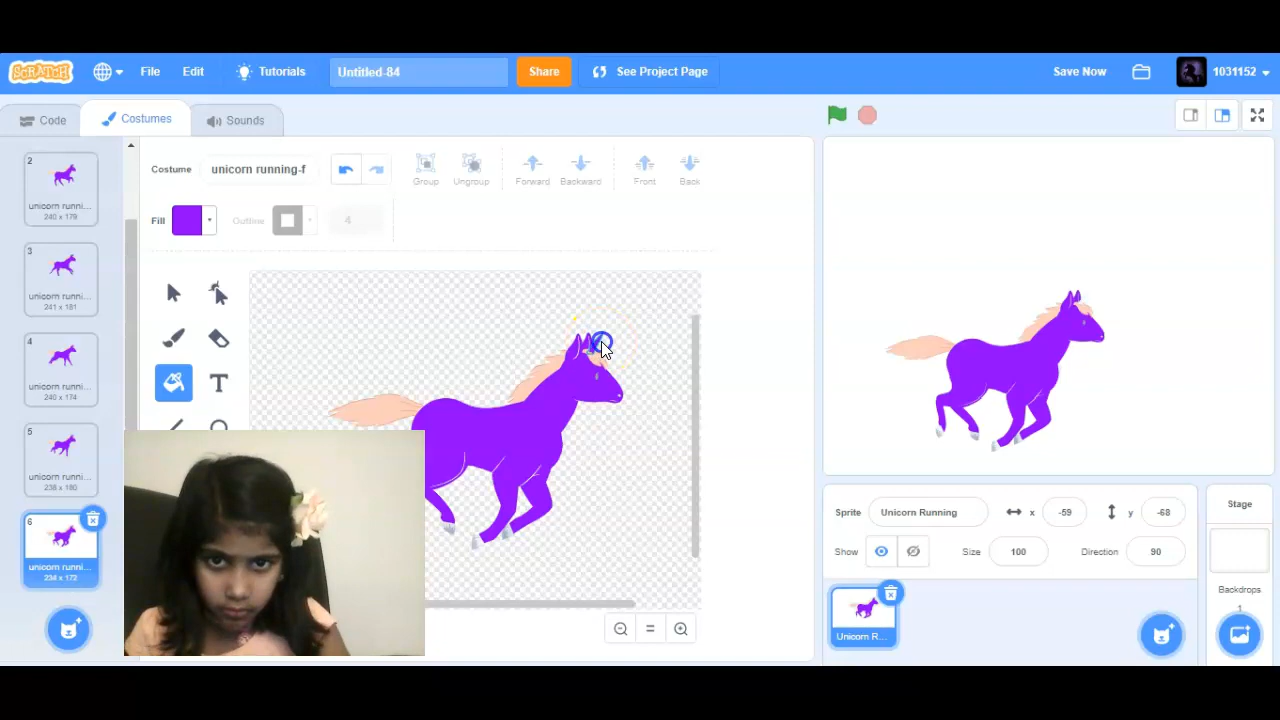 SCRATCH File Edit Tutorials Untitled-84 Share See Project Page Save Now 1031152
Code Costumes Sounds
Costume unicorn running-f Group Ungroup Forward Backward Front Back
Fill Outline 4
2
unicorn runni...
240 x 179
3
unicorn runni...
241 x 181
4
unicorn runni...
240 x 174
5
unicorn runni...
238 x 180
6
unicorn runni...
234 x 172
T
Sprite Unicorn Running x -59 y -68
Show Size 100 Direction 90
Unicorn R...
Stage
Backdrops
1